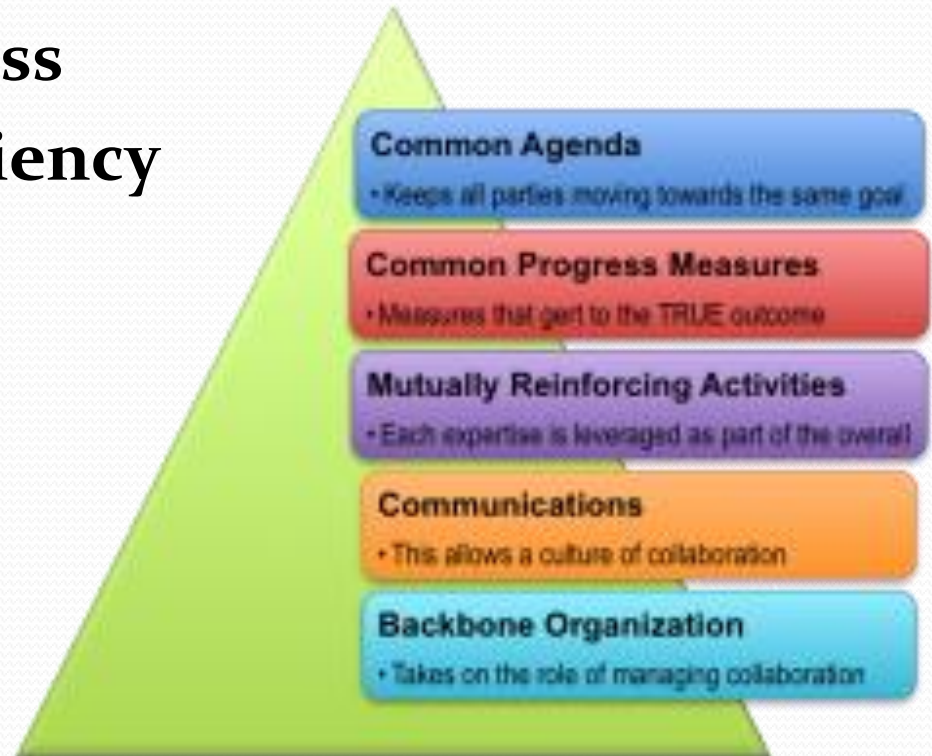 ss
iency
Common Agenda
• Keeps all parties moving towards the same goal
Common Progress Measures
• Measures that gert to the TRUE outcome
Mutually Reinforcing Activities
• Each expertise is leveraged as part of the overall
Communications
• This allows a culture of collaboration
Backbone Organization
• Takes on the role of managing collaboration